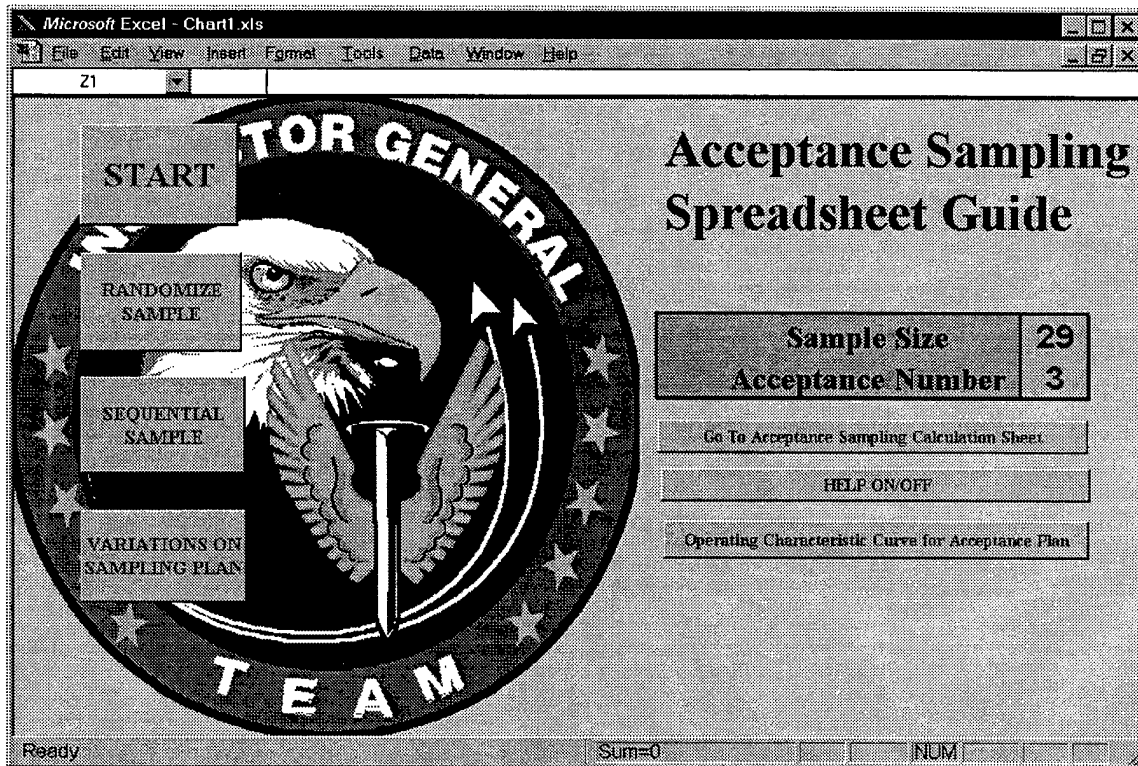 Microsoft Excel - Chart1.xls
File Edit View Insert Format Tools Data Window Help
Z1
TOR GENERAL
START
RANDOMIZE
SAMPLE
SEQUENTIAL
SAMPLE
VARIATIONS ON
SAMPLING PLAN
TEAM
Acceptance Sampling
Spreadsheet Guide
Sample Size 29
Acceptance Number 3
Go To Acceptance Sampling Calculation Sheet
HELP ON/OFF
Operating Characteristic Curve for Acceptance Plan
Ready Sum=0 NUM